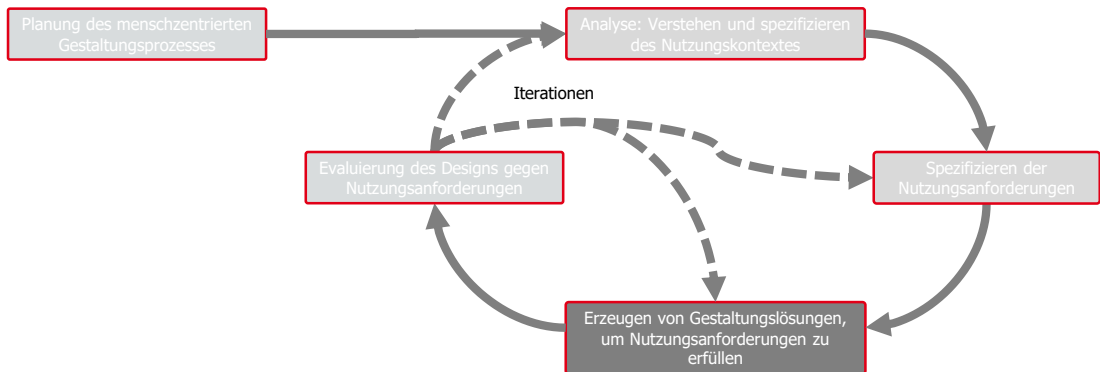 Planung des menschzentrierten
Gestaltungsprozesses
Analyse: Verstehen und spezifizieren
des Nutzungskontextes
Iterationen
Evaluierung des Designs gegen
Nutzungsanforderungen
Spezifizieren der
Nutzungsanforderungen
Erzeugen von Gestaltungslösungen,
um Nutzungsanforderungen zu
erfüllen